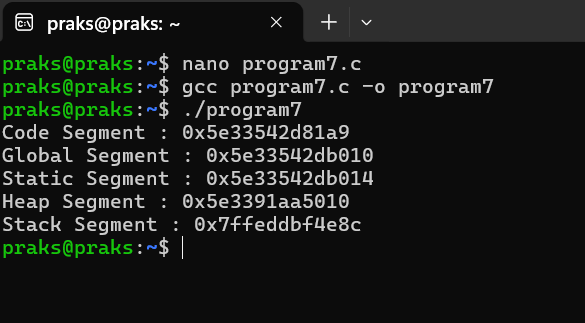 praks@praks: ~
praks@praks:~$ nano program7.c
praks@praks:~$ gcc program7.c -o program7
praks@praks:~$ ./program7
Code Segment : 0x5e33542d81a9
Global Segment : 0x5e33542db010
Static Segment : 0x5e33542db014
Heap Segment : 0x5e3391aa5010
Stack Segment : 0x7ffeddbf4e8c
praks@praks:~$